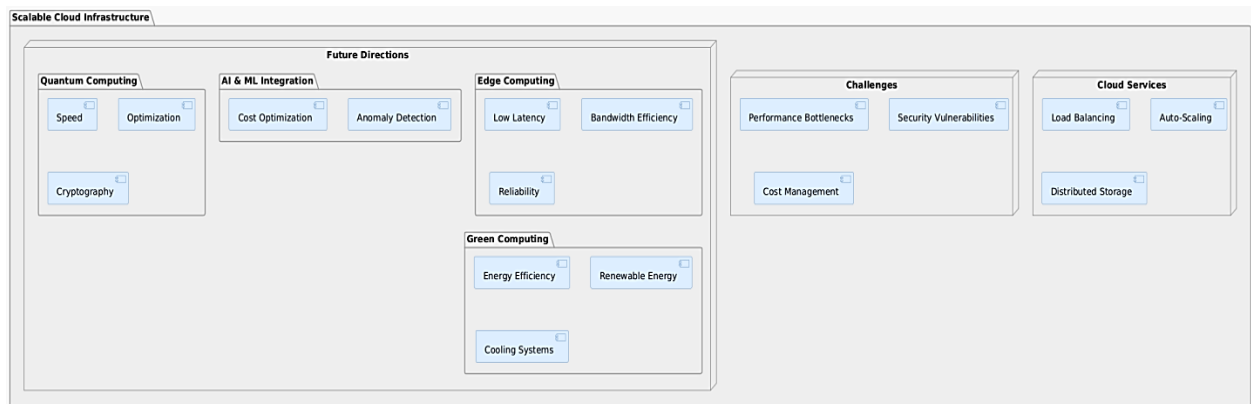 Scalable Cloud Infrastructure
Future Directions
Quantum Computing
Speed
Optimization
Cryptography
AI & ML Integration
Cost Optimization
Anomaly Detection
Edge Computing
Low Latency
Bandwidth Efficiency
Reliability
Green Computing
Energy Efficiency
Renewable Energy
Cooling Systems
Challenges
Performance Bottlenecks
Security Vulnerabilities
Cost Management
Cloud Services
Load Balancing
Auto-Scaling
Distributed Storage